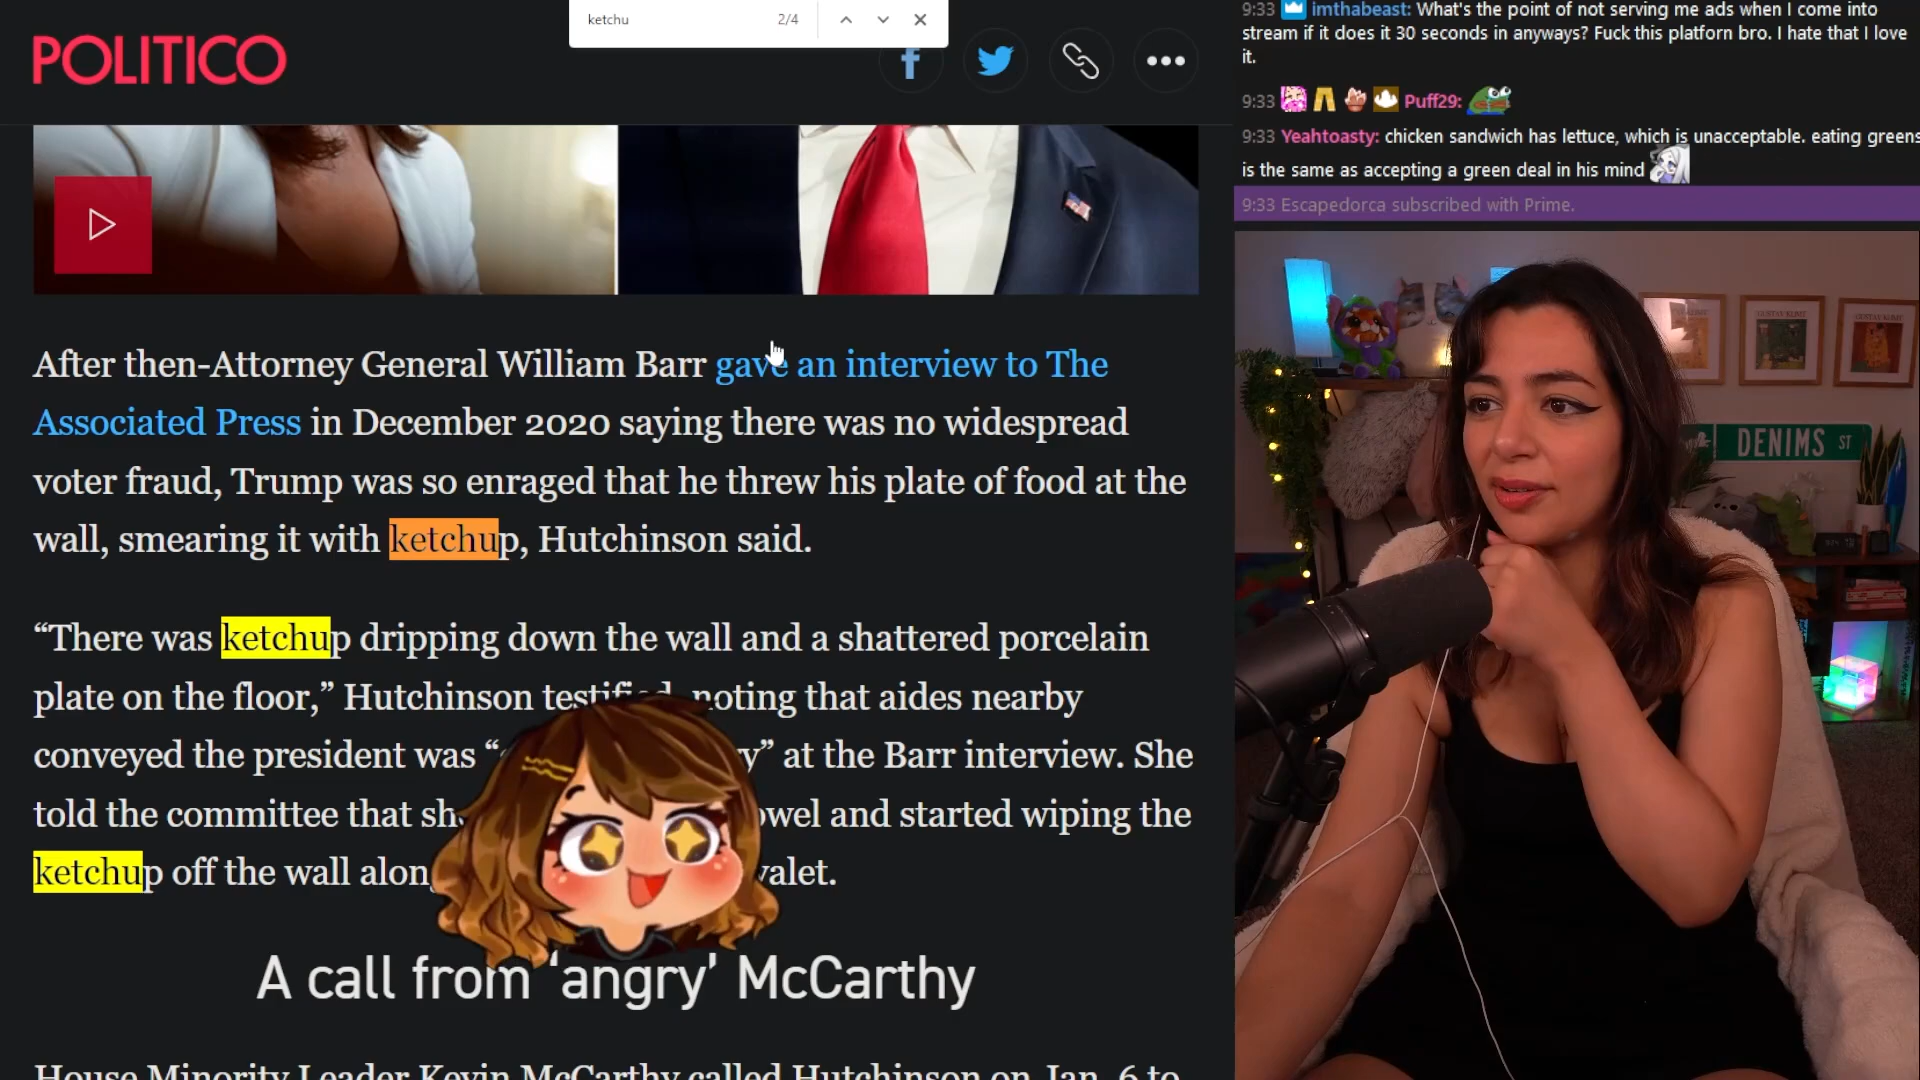 ketchu 2/4
POLITICO
After then-Attorney General William Barr gave an interview to The
Associated Press in December 2020 saying there was no widespread
voter fraud, Trump was so enraged that he threw his plate of food at the
wall, smearing it with ketchup, Hutchinson said.
“There was ketchup dripping down the wall and a shattered porcelain
plate on the floor,” Hutchinson testified, noting that aides nearby
conveyed the president was “ y” at the Barr interview. She
told the committee that sh owel and started wiping the
ketchup off the wall along valet.
A call from ‘angry’ McCarthy
House Minority Leader Kevin McCarthy called Hutchinson on Jan. 6 to
9:33 imthabeast: What's the point of not serving me ads when I come into
stream if it does it 30 seconds in anyways? Fuck this platforn bro. I hate that I love
it.
9:33 Puff29:
9:33 Yeahtoasty: chicken sandwich has lettuce, which is unacceptable. eating greens
is the same as accepting a green deal in his mind
9:33 Escapedorca subscribed with Prime.
GUSTAV KLIMT
GUSTAV KLIMT
DENIMS ST